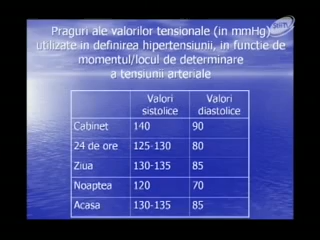 Praguri ale valorilor tensionale (in mmHg)
utilizate in definirea hipertensiunii, in functie de
momentul/locul de determinare
a tensiunii arteriale
Valori sistolice Valori diastolice
Cabinet 140 90
24 de ore 125-130 80
Ziua 130-135 85
Noaptea 120 70
Acasa 130-135 85